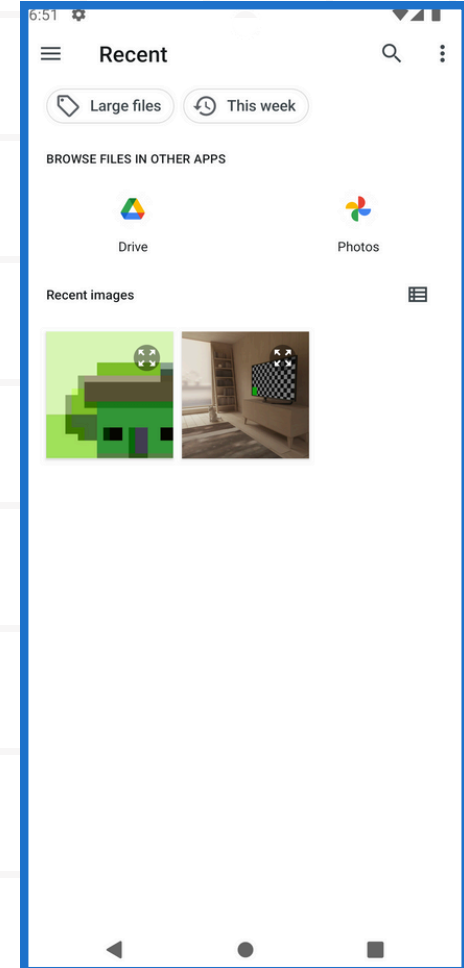 6:51
Recent
Large files
This week
BROWSE FILES IN OTHER APPS
Drive
Photos
Recent images